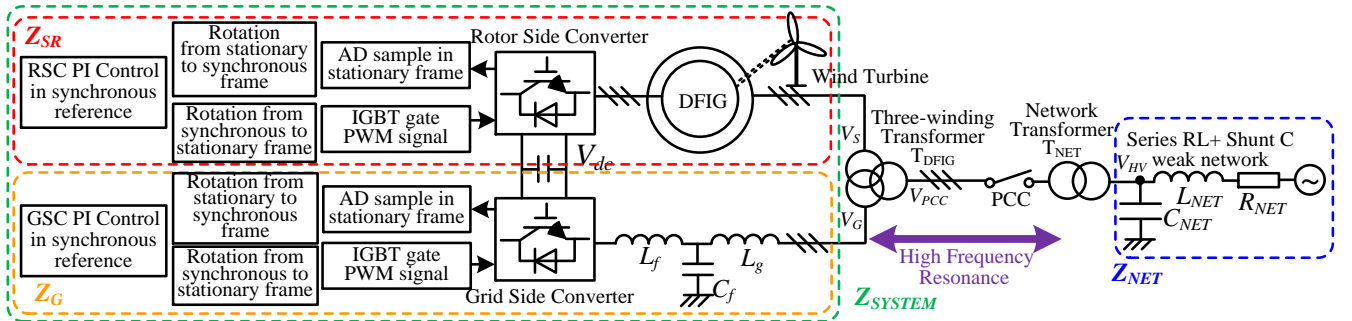 Z_SR
RSC PI Control
in synchronous
reference
Rotation
from stationary
to synchronous
frame
Rotation from
synchronous to
stationary frame
AD sample in
stationary frame
IGBT gate
PWM signal
Rotor Side Converter
DFIG
Wind Turbine
V_dc
Z_G
GSC PI Control
in synchronous
reference
Rotation from
stationary to
synchronous
frame
Rotation from
synchronous to
stationary frame
AD sample in
stationary frame
IGBT gate
PWM signal
Grid Side Converter
L_f
C_f
L_g
Z_SYSTEM
V_S
V_G
Three-winding
Transformer
T_DFIG
V_PCC
PCC
Network
Transformer
T_NET
High Frequency
Resonance
Series RL+ Shunt C
weak network
V_HV
L_NET
R_NET
C_NET
Z_NET